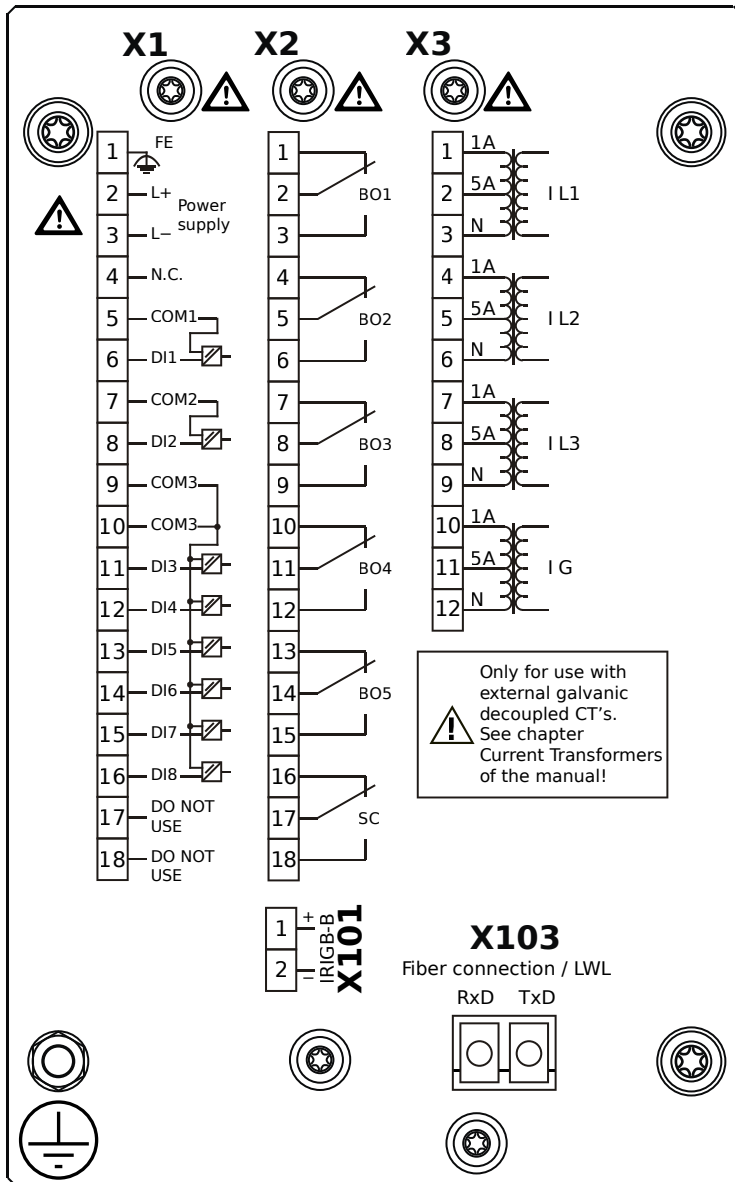 X1
1 FE
2 L+
Power
supply
3 L−
4 N.C.
5 COM1
6 DI1
7 COM2
8 DI2
9 COM3
10 COM3
11 DI3
12 DI4
13 DI5
14 DI6
15 DI7
16 DI8
17 DO NOT
USE
18 DO NOT
USE
X2
1
2 BO1
3
4
5 BO2
6
7
8 BO3
9
10
11 BO4
12
13
14 BO5
15
16
17 SC
18
X3
1 1A
2 5A I L1
3 N
4 1A
5 5A I L2
6 N
7 1A
8 5A I L3
9 N
10 1A
11 5A I G
12 N
! Only for use with
external galvanic
decoupled CT's.
See chapter
Current Transformers
of the manual!
1 +
2 −
IRIGB-B
X101
X103
Fiber connection / LWL
RxD TxD